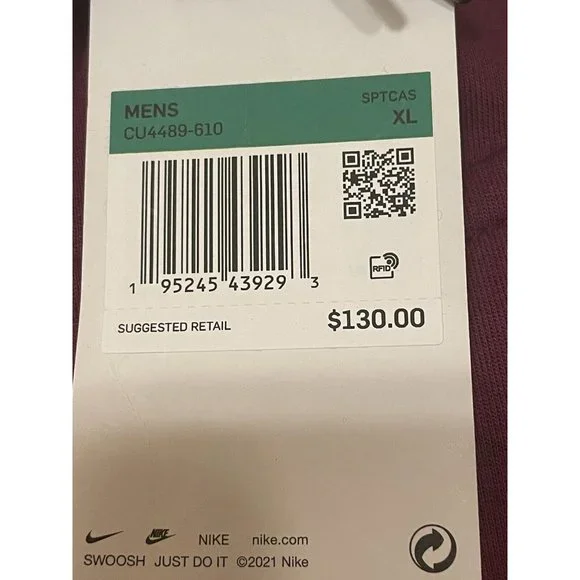 MENS
CU4489-610
SPTCAS
XL
RFID
1 95245 43929 3
SUGGESTED RETAIL
$130.00
NIKE NIKE nike.com
SWOOSH JUST DO IT ©2021 Nike